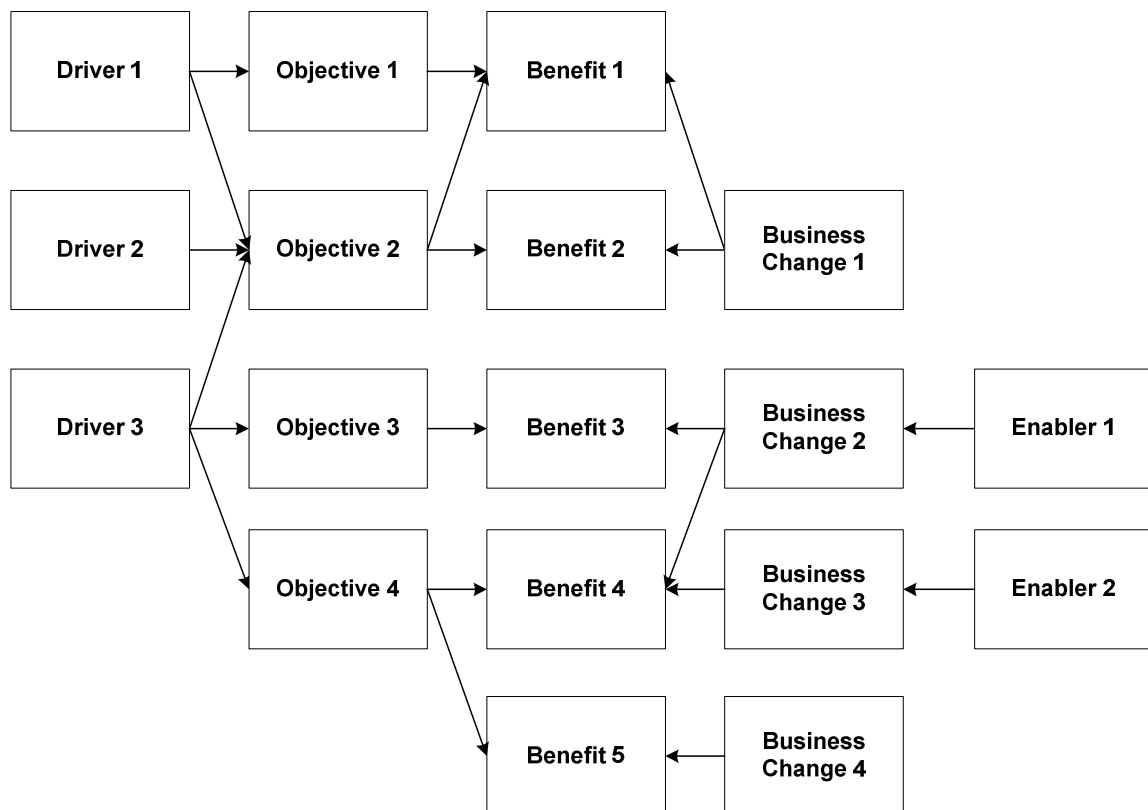 Driver 1
Objective 1
Benefit 1
Driver 2
Objective 2
Benefit 2
Business
Change 1
Driver 3
Objective 3
Benefit 3
Business
Change 2
Enabler 1
Objective 4
Benefit 4
Business
Change 3
Enabler 2
Benefit 5
Business
Change 4